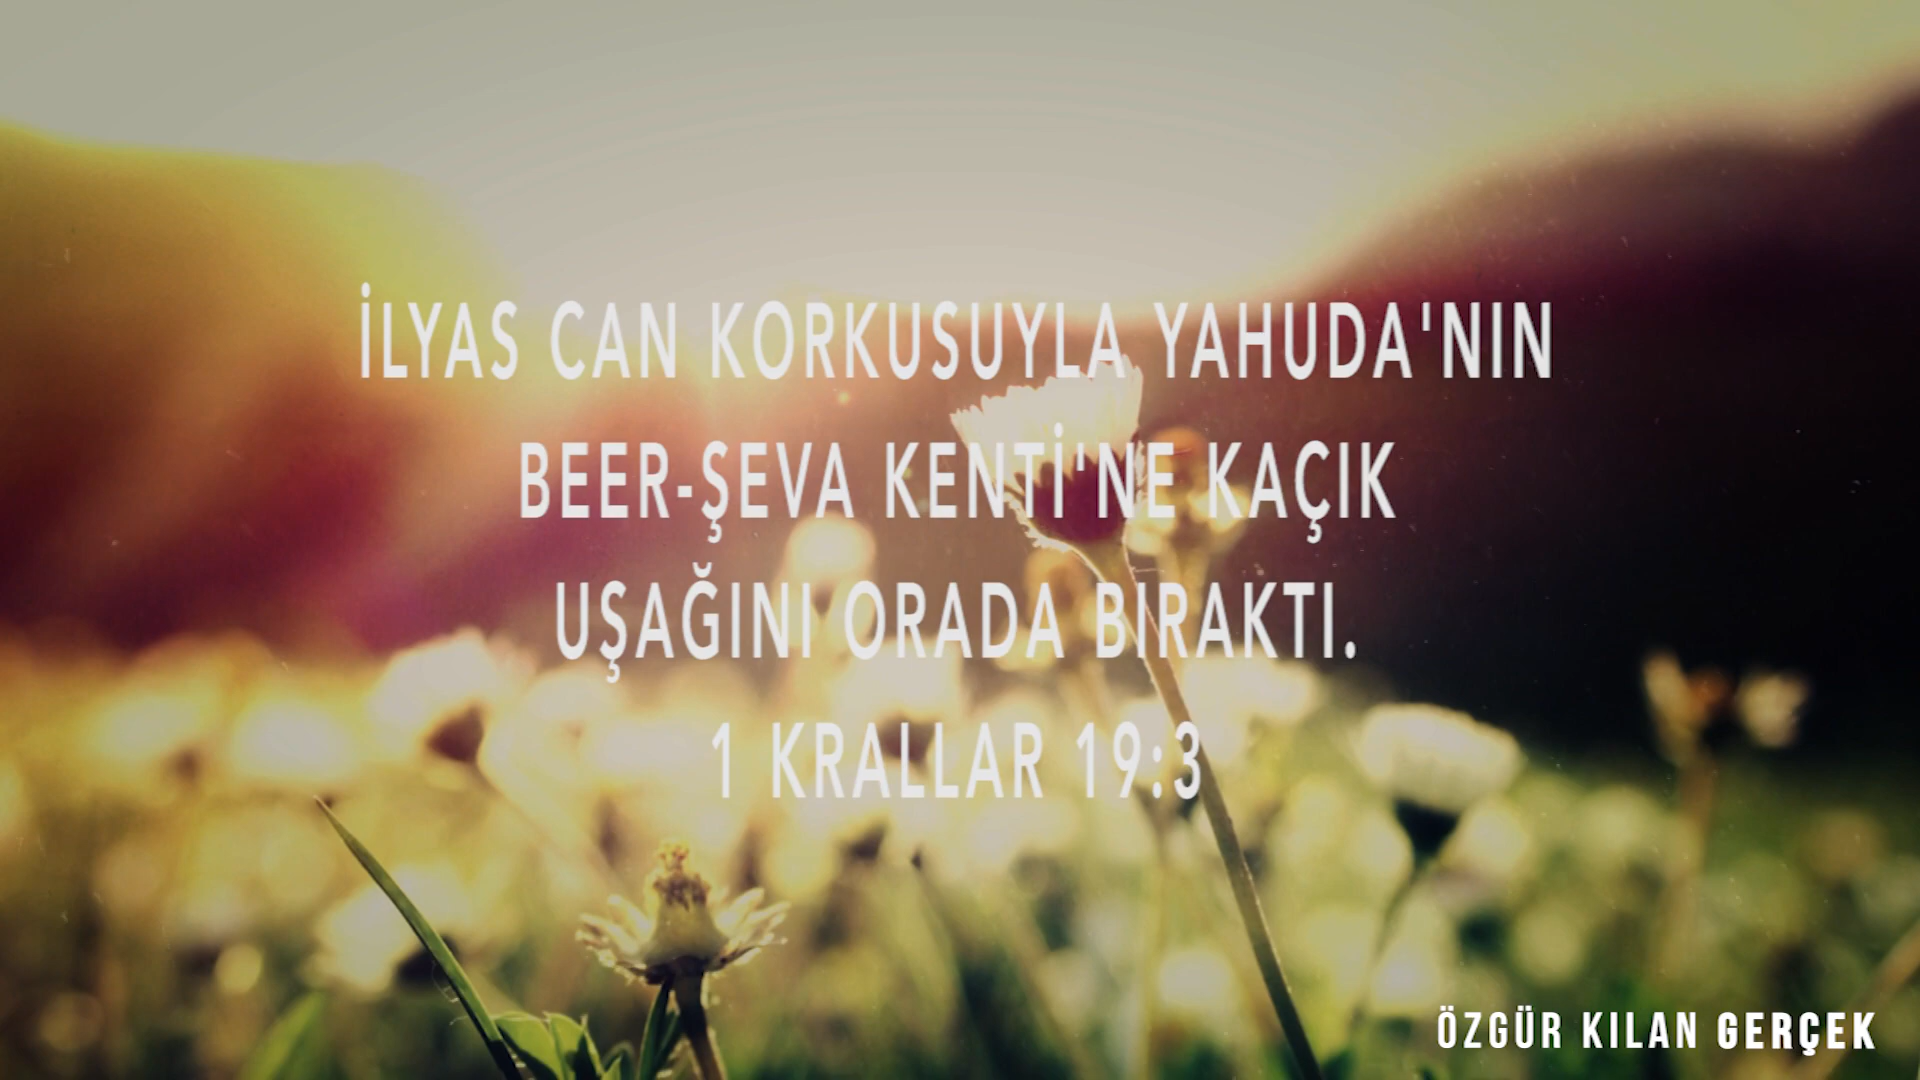 İLYAS CAN KORKUSUYLA YAHUDA'NIN
BEER-ŞEVA KENTİ'NE KAÇIK
UŞAĞINI ORADA BIRAKTI.
1 KRALLAR 19:3
ÖZGÜR KILAN GERÇEK